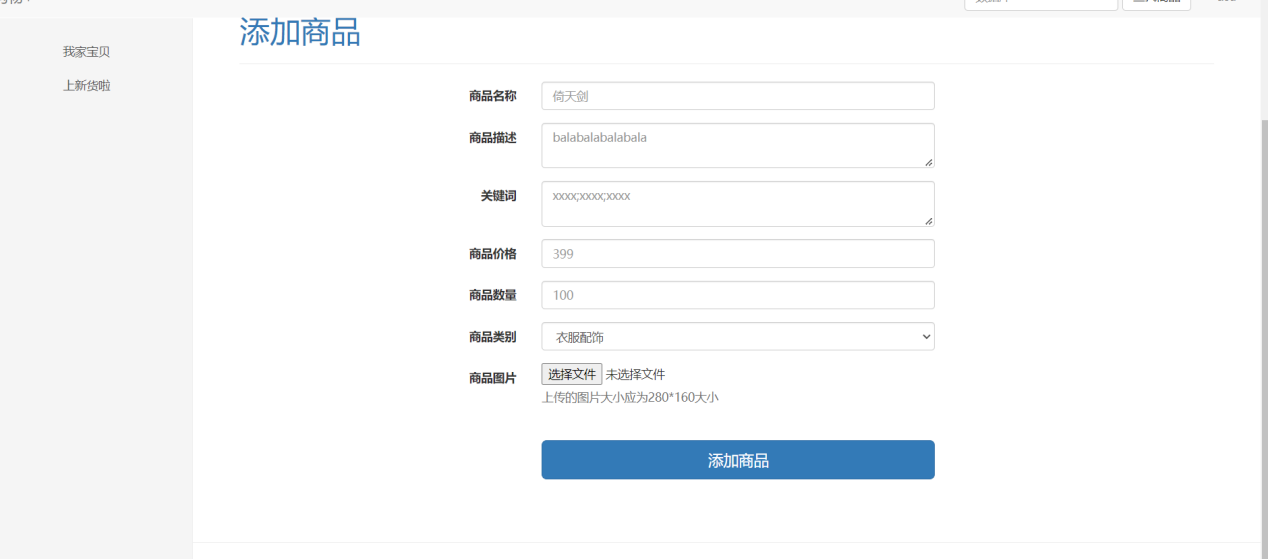 添加商品
我家宝贝
上新货啦
商品名称 倚天剑
商品描述 balabalabalabala
关键词 xxxx;xxxx;xxxx
商品价格 399
商品数量 100
商品类别 衣服配饰
商品图片 选择文件 未选择文件
上传的图片大小应为280*160大小
添加商品